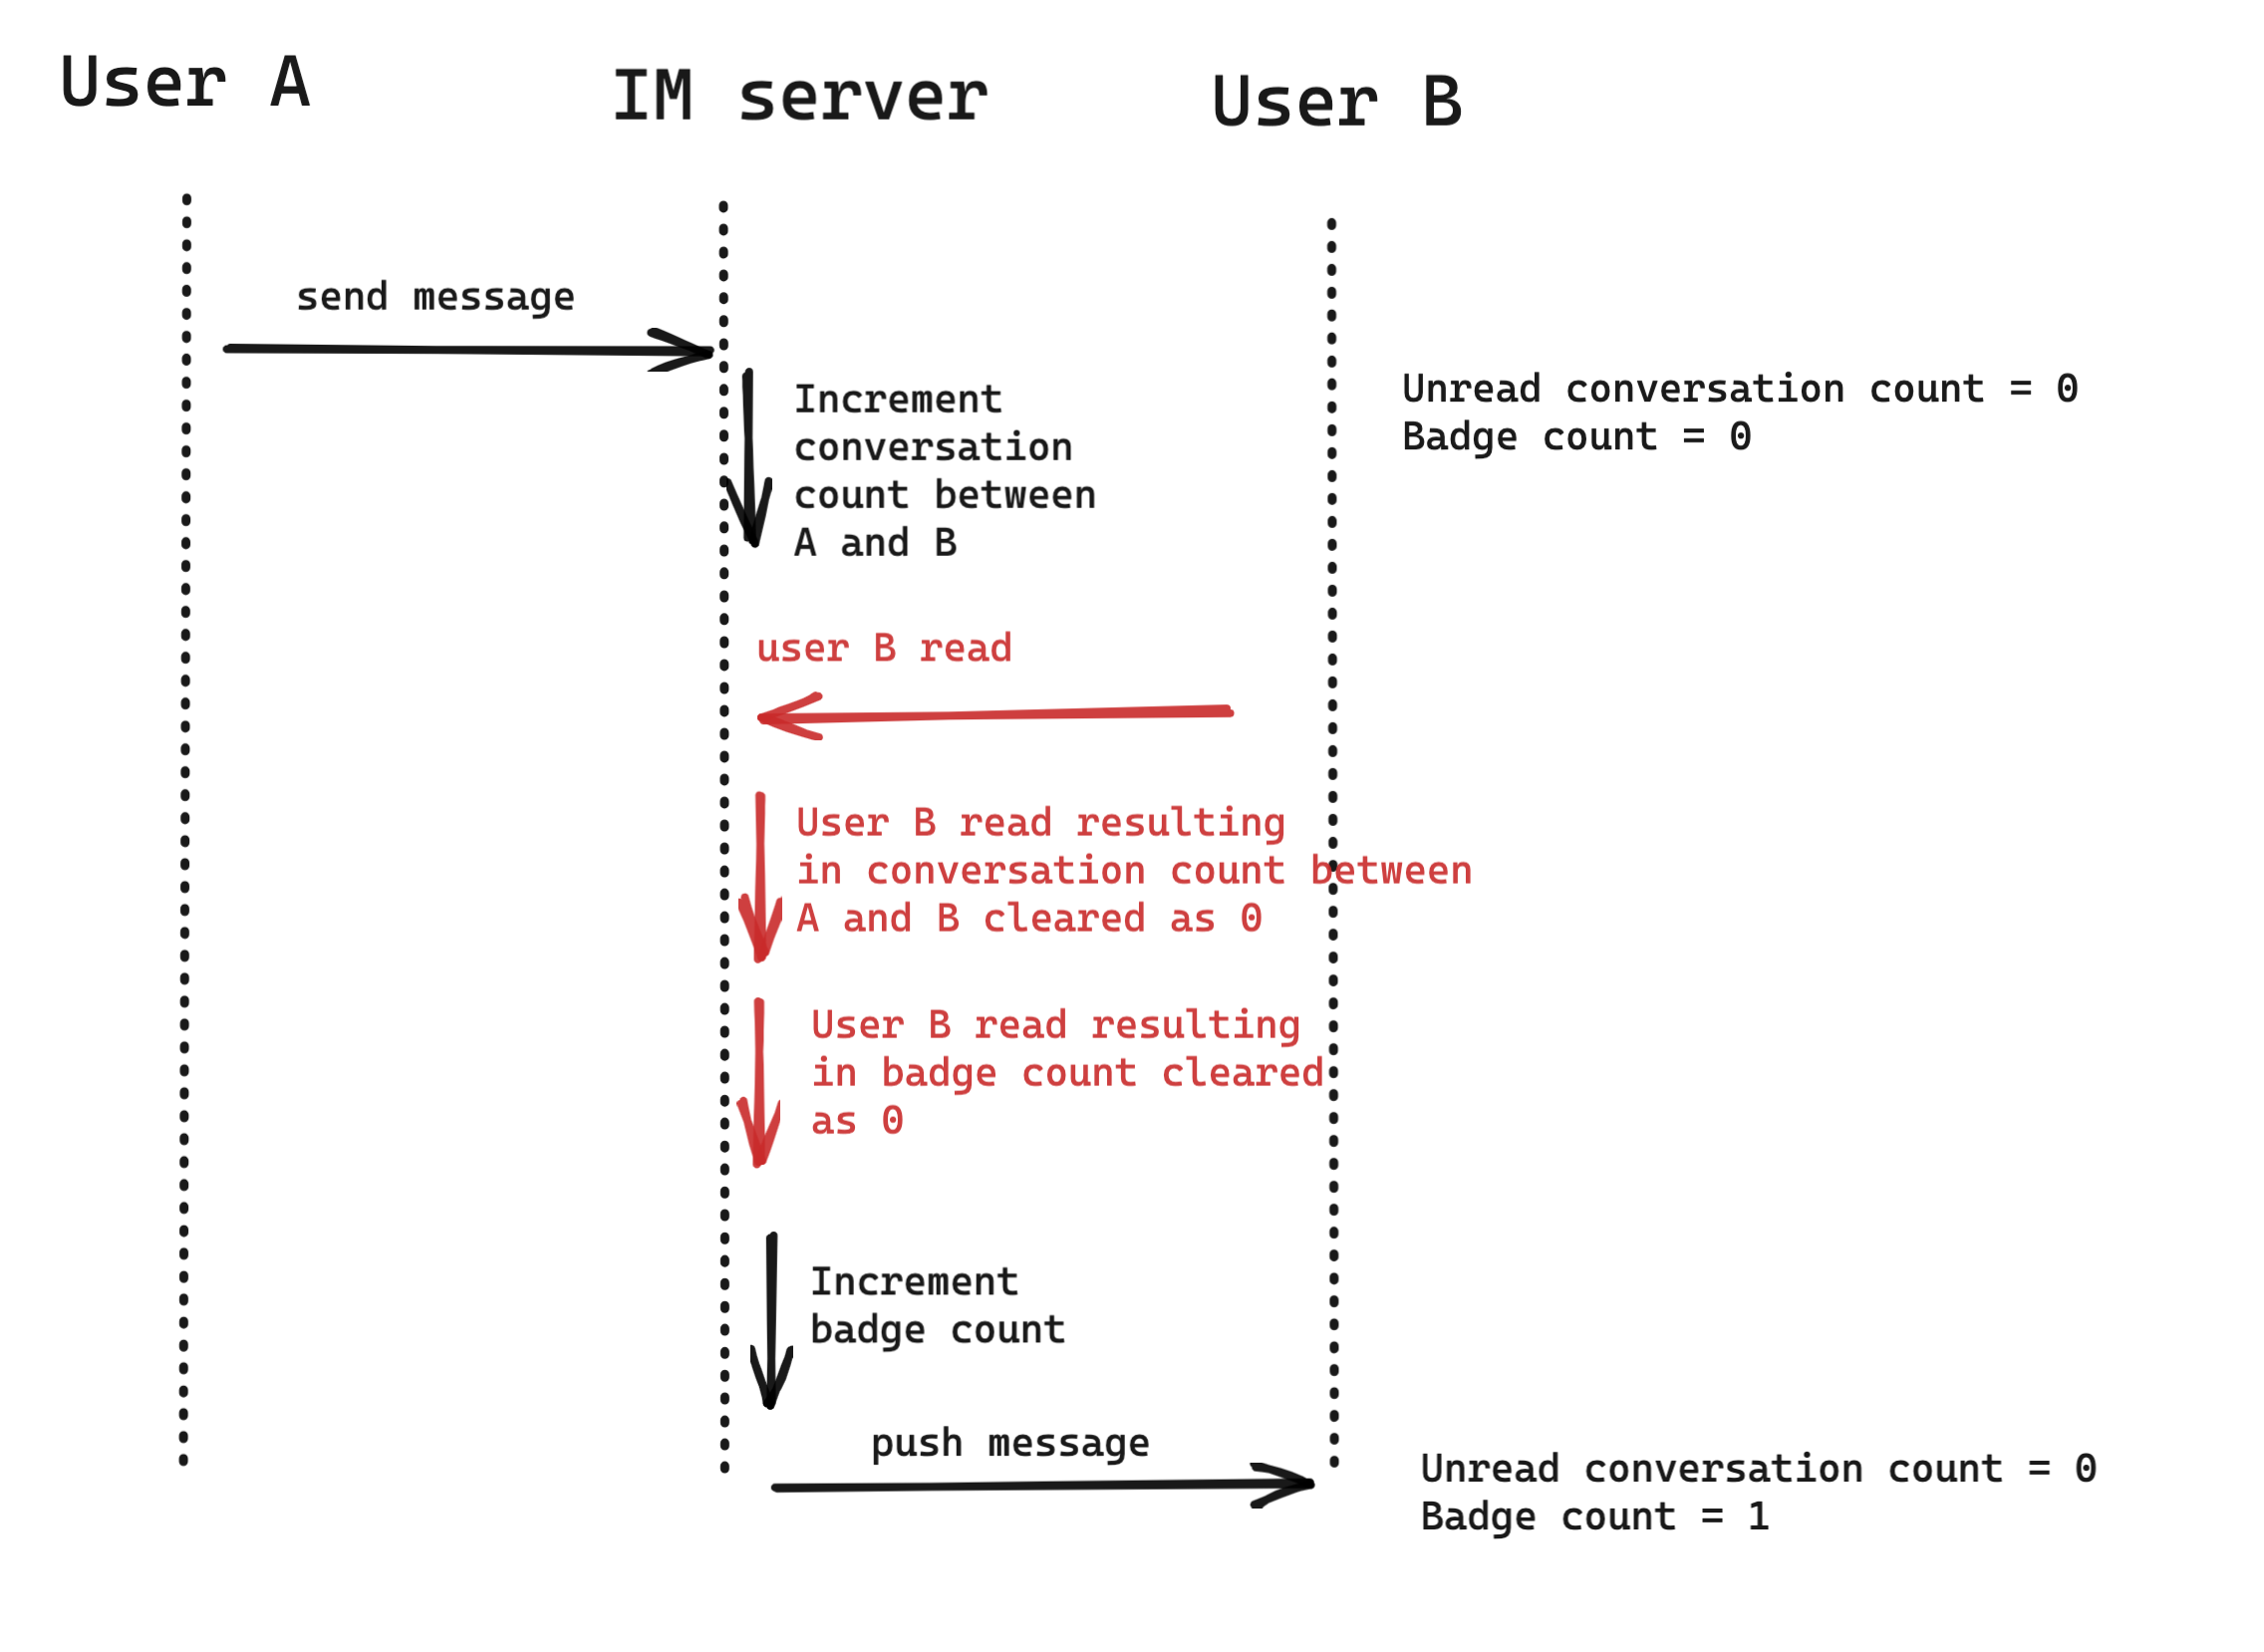 User A
IM server
User B
send message
Increment
conversation
count between
A and B
Unread conversation count = 0
Badge count = 0
user B read
User B read resulting
in conversation count between
A and B cleared as 0
User B read resulting
in badge count cleared
as 0
Increment
badge count
push message
Unread conversation count = 0
Badge count = 1